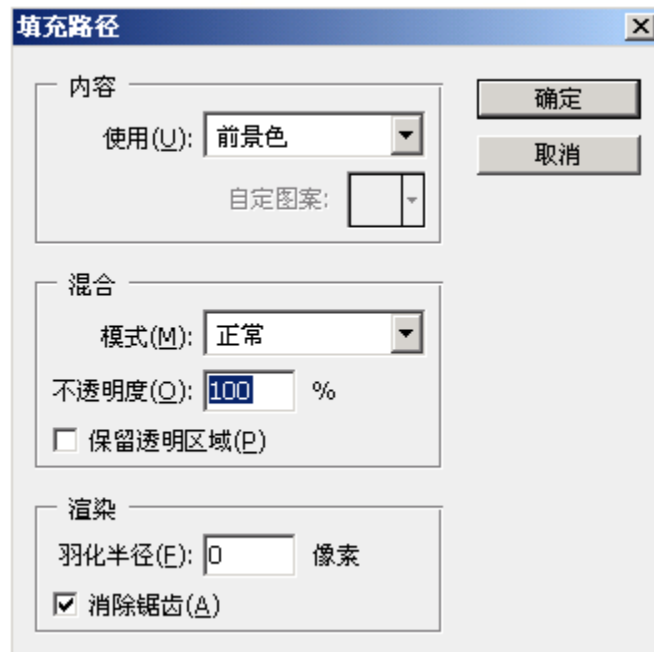 填充路径
内容
确定
使用(U): 前景色
取消
自定图案:
混合
模式(M): 正常
不透明度(O): 100 %
保留透明区域(P)
渲染
羽化半径(F): 0 像素
消除锯齿(A)